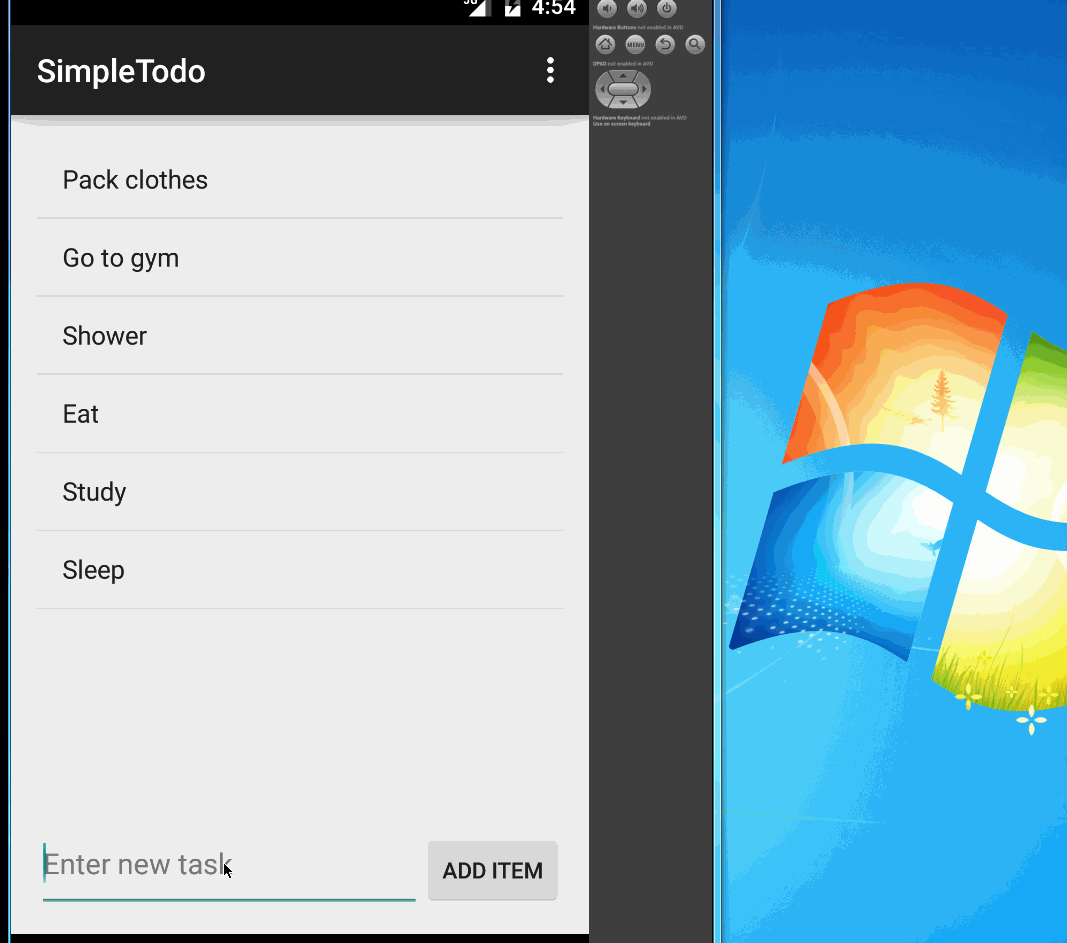 3G 4:54
SimpleTodo
Pack clothes
Go to gym
Shower
Eat
Study
Sleep
Enter new task
ADD ITEM
Hardware Buttons not enabled in AVD
MENU
DPAD not enabled in AVD
Hardware Keyboard not enabled in AVD
Use on screen keyboard